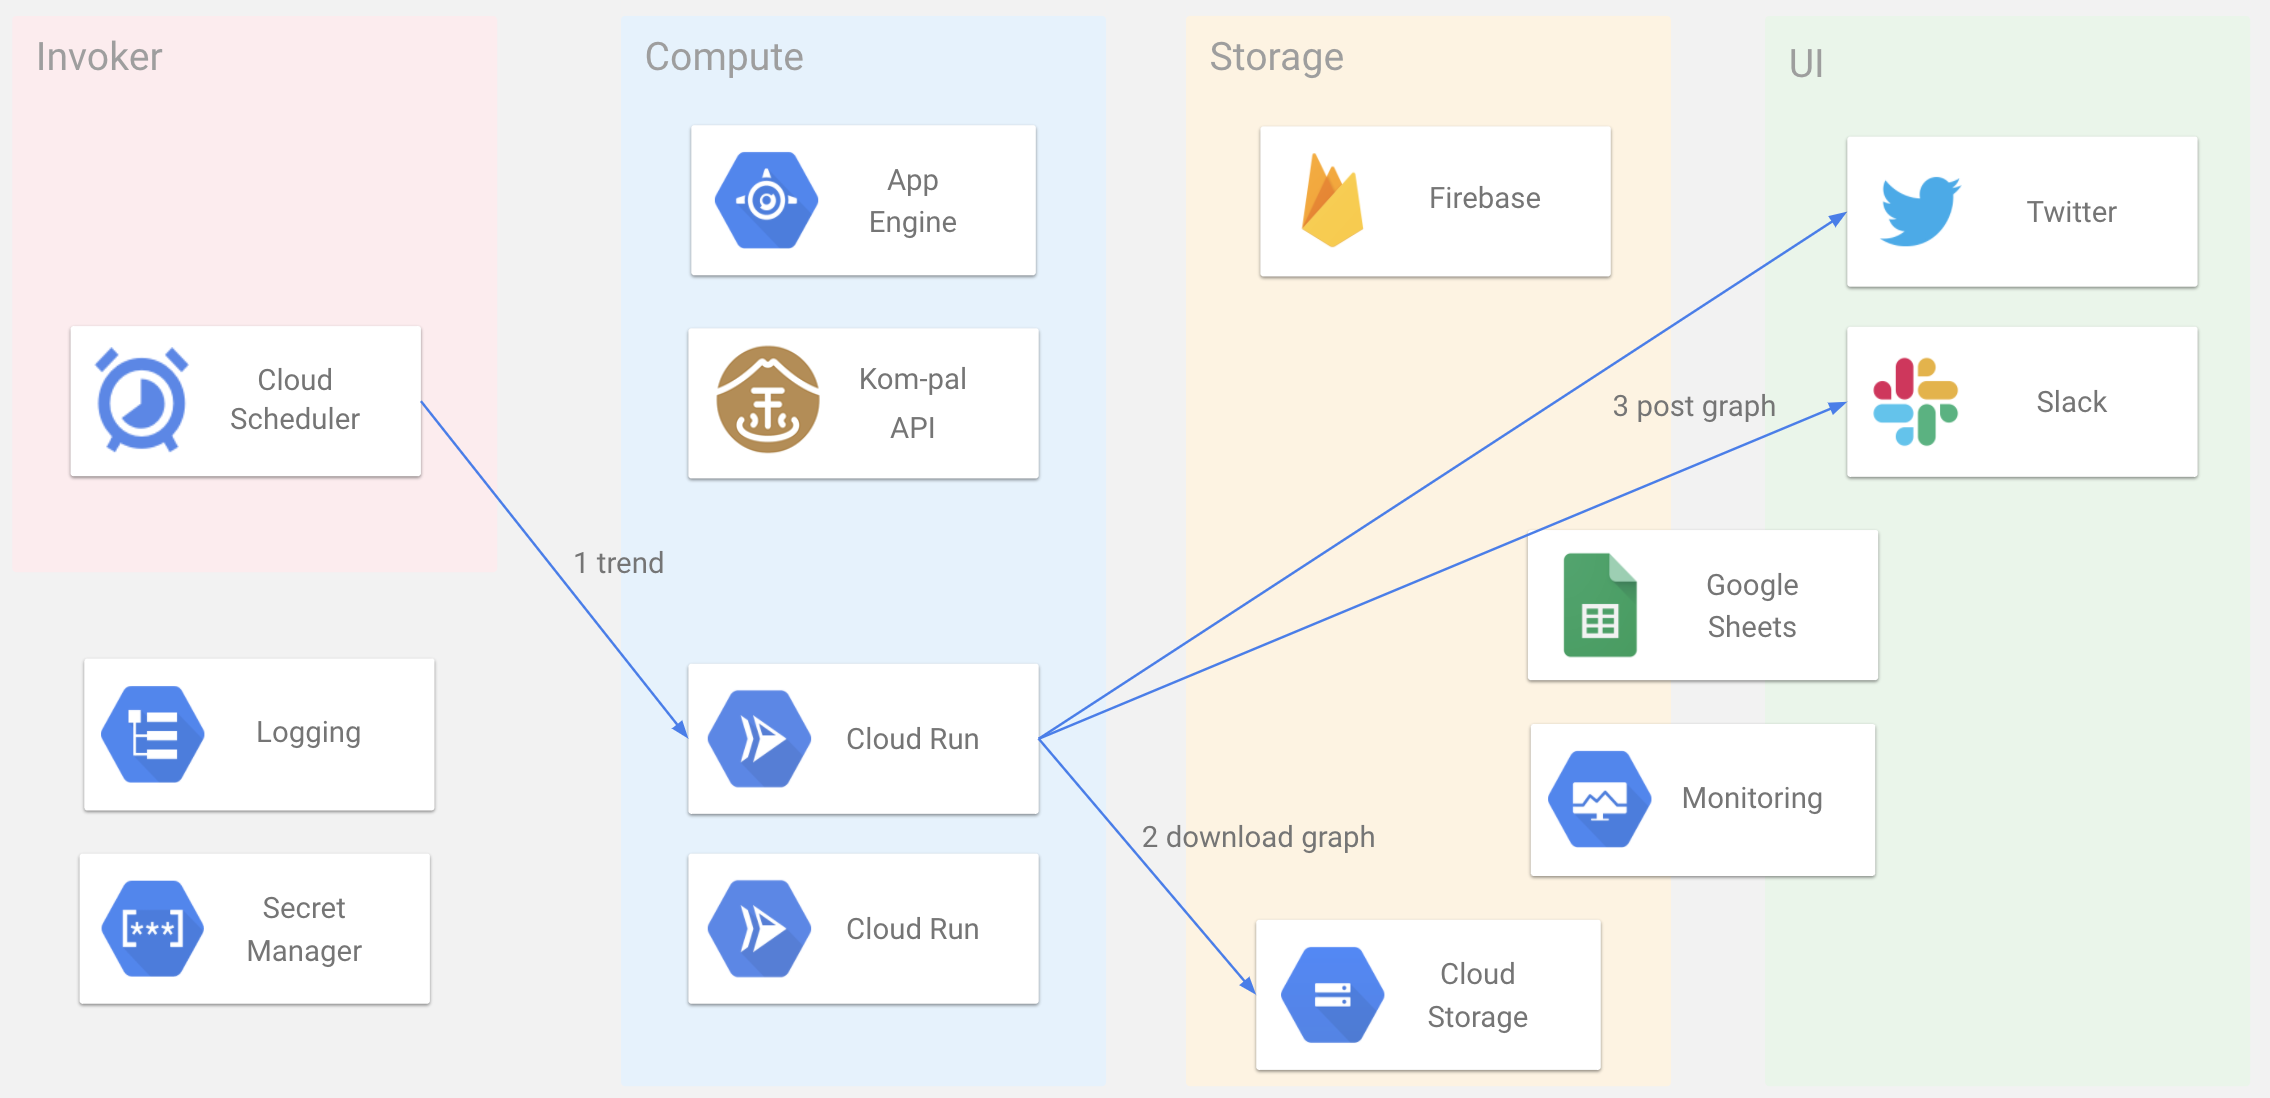 Invoker
Cloud
Scheduler
1 trend
Logging
[***]
Secret
Manager
Compute
App
Engine
金
Kom-pal
API
Cloud Run
Cloud Run
Storage
Firebase
3 post graph
Google
Sheets
Monitoring
2 download graph
Cloud
Storage
UI
Twitter
Slack